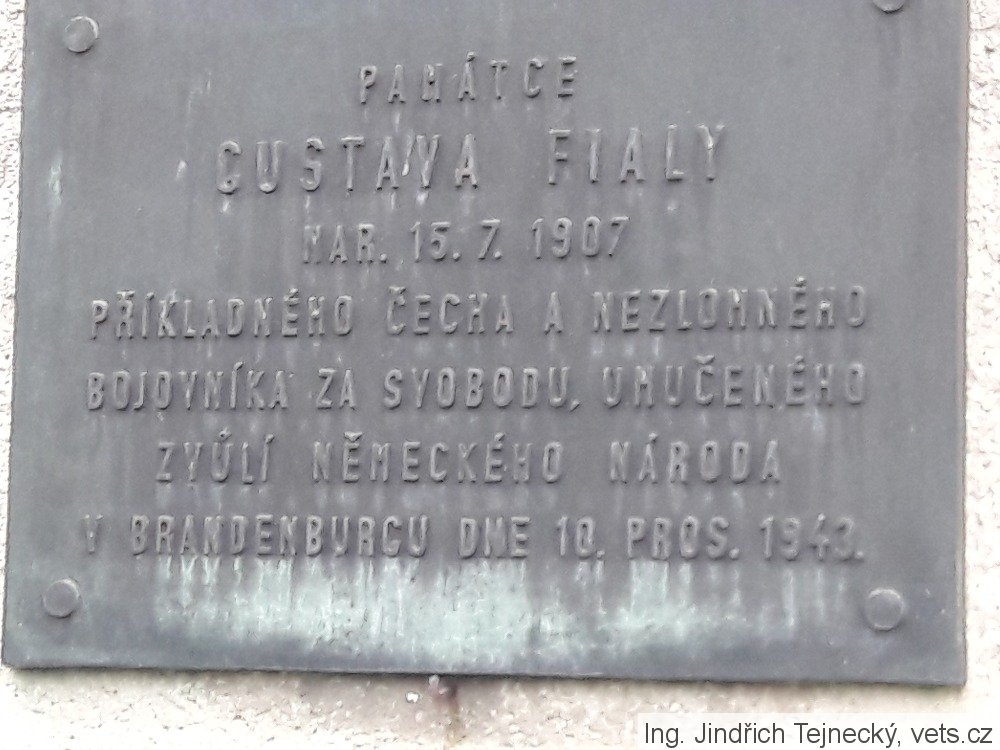 PAMÁTCE
GUSTAVA FIALY
NAR. 15. 7. 1907
PŘÍKLADNÉHO ČECHA A NEZLOMNÉHO
BOJOVNÍKA ZA SVOBODU, UMUČENÉHO
ZVŮLÍ NĚMECKÉHO NÁRODA
V BRANDENBURGU DNE 10. PROS. 1943.
Ing. Jindřich Tejnecký, vets.cz